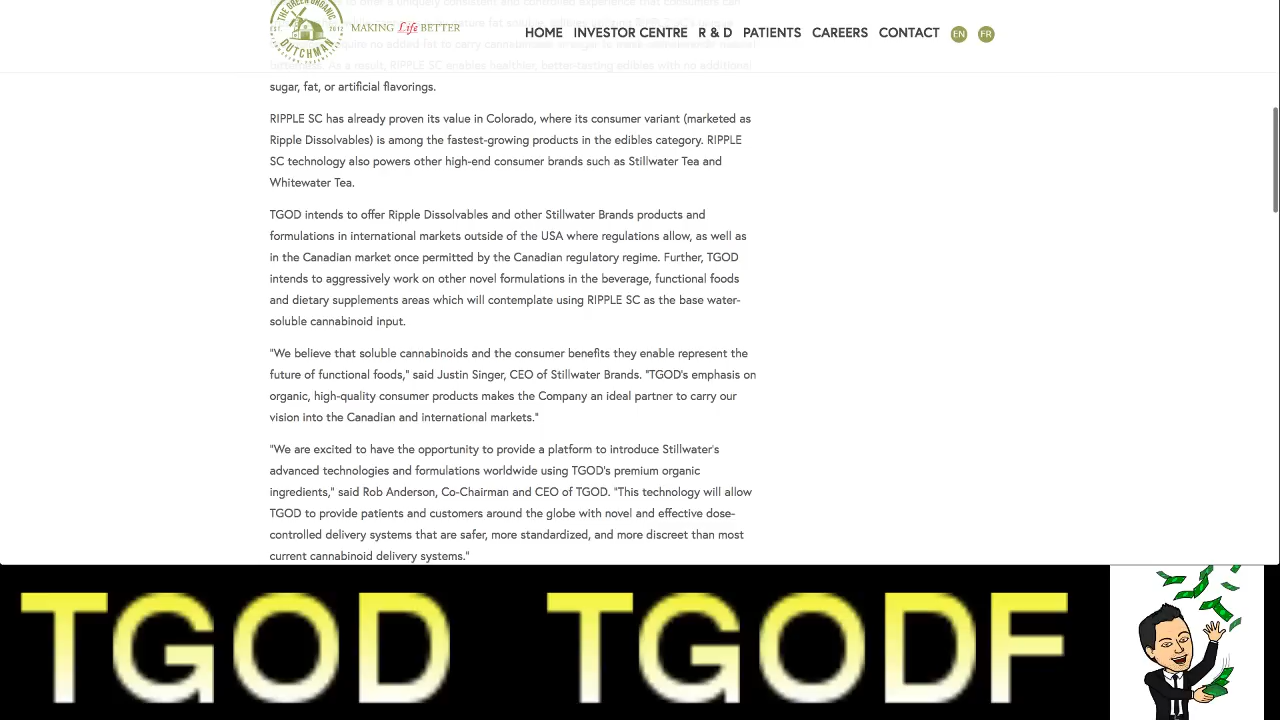 THE GREEN ORGANIC
EST. 2012
DUTCHMAN
MAKING Life BETTER
HOME INVESTOR CENTRE R & D PATIENTS CAREERS CONTACT EN FR
sugar, fat, or artificial flavorings.
RIPPLE SC has already proven its value in Colorado, where its consumer variant (marketed as
Ripple Dissolvables) is among the fastest-growing products in the edibles category. RIPPLE
SC technology also powers other high-end consumer brands such as Stillwater Tea and
Whitewater Tea.
TGOD intends to offer Ripple Dissolvables and other Stillwater Brands products and
formulations in international markets outside of the USA where regulations allow, as well as
in the Canadian market once permitted by the Canadian regulatory regime. Further, TGOD
intends to aggressively work on other novel formulations in the beverage, functional foods
and dietary supplements areas which will contemplate using RIPPLE SC as the base water-
soluble cannabinoid input.
"We believe that soluble cannabinoids and the consumer benefits they enable represent the
future of functional foods," said Justin Singer, CEO of Stillwater Brands. "TGOD's emphasis on
organic, high-quality consumer products makes the Company an ideal partner to carry our
vision into the Canadian and international markets."
"We are excited to have the opportunity to provide a platform to introduce Stillwater's
advanced technologies and formulations worldwide using TGOD's premium organic
ingredients," said Rob Anderson, Co-Chairman and CEO of TGOD. "This technology will allow
TGOD to provide patients and customers around the globe with novel and effective dose-
controlled delivery systems that are safer, more standardized, and more discreet than most
current cannabinoid delivery systems."
TGOD TGODF